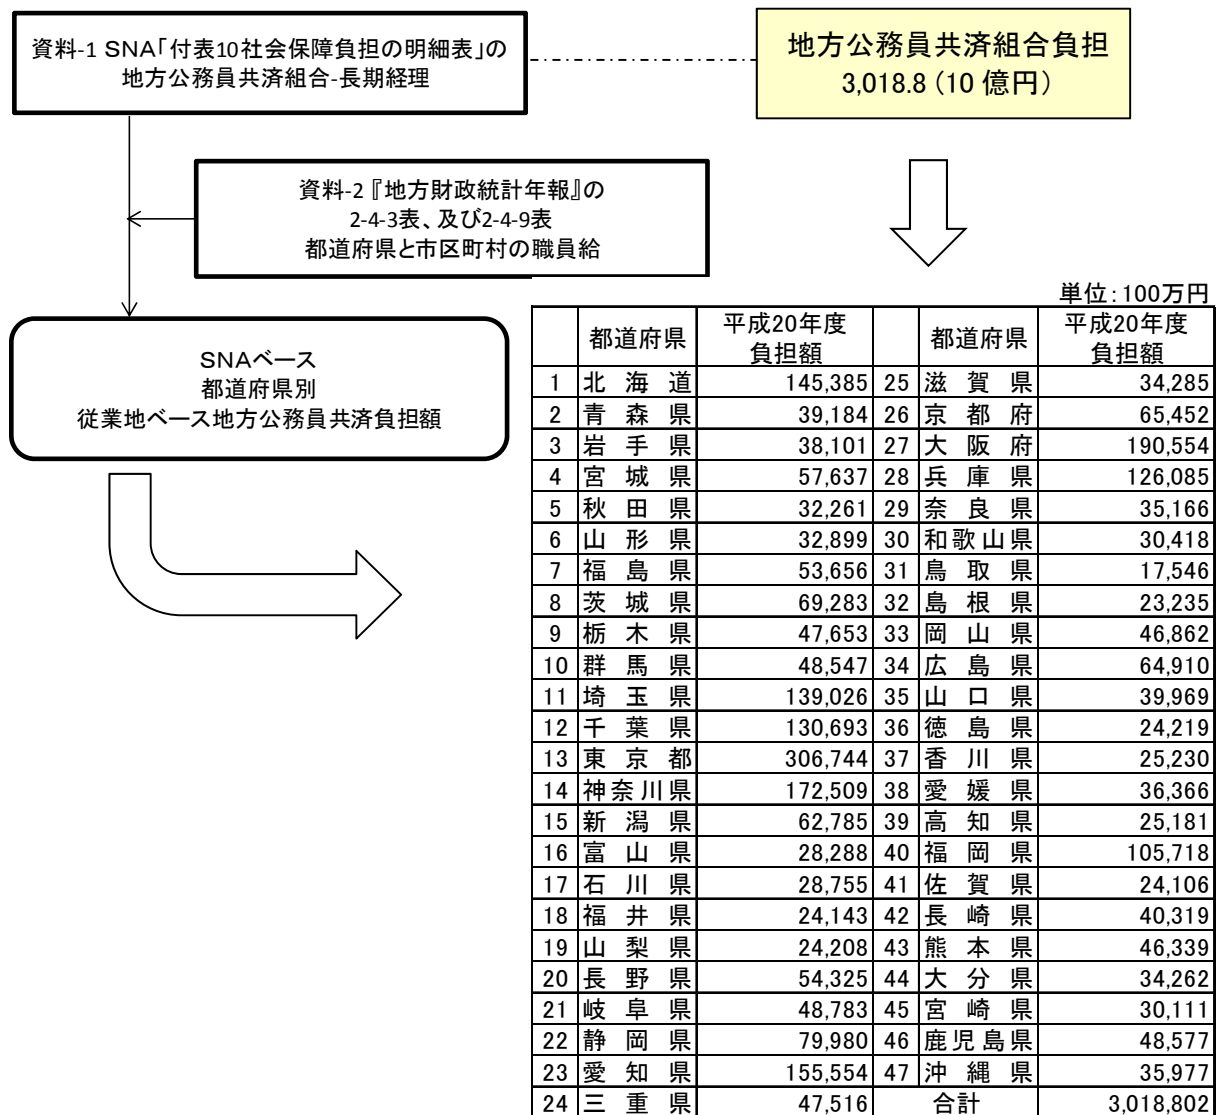 資料-1 SNA「付表10社会保障負担の明細表」の
地方公務員共済組合-長期経理
地方公務員共済組合負担
3,018.8 (10 億円)
資料-2 『地方財政統計年報』の
2-4-3表、及び2-4-9表
都道府県と市区町村の職員給
SNAベース
都道府県別
従業地ベース地方公務員共済負担額
単位:100万円
都道府県 平成20年度 負担額 都道府県 平成20年度 負担額
1 北海道 145,385 25 滋賀県 34,285
2 青森県 39,184 26 京都府 65,452
3 岩手県 38,101 27 大阪府 190,554
4 宮城県 57,637 28 兵庫県 126,085
5 秋田県 32,261 29 奈良県 35,166
6 山形県 32,899 30 和歌山県 30,418
7 福島県 53,656 31 鳥取県 17,546
8 茨城県 69,283 32 島根県 23,235
9 栃木県 47,653 33 岡山県 46,862
10 群馬県 48,547 34 広島県 64,910
11 埼玉県 139,026 35 山口県 39,969
12 千葉県 130,693 36 徳島県 24,219
13 東京都 306,744 37 香川県 25,230
14 神奈川県 172,509 38 愛媛県 36,366
15 新潟県 62,785 39 高知県 25,181
16 富山県 28,288 40 福岡県 105,718
17 石川県 28,755 41 佐賀県 24,106
18 福井県 24,143 42 長崎県 40,319
19 山梨県 24,208 43 熊本県 46,339
20 長野県 54,325 44 大分県 34,262
21 岐阜県 48,783 45 宮崎県 30,111
22 静岡県 79,980 46 鹿児島県 48,577
23 愛知県 155,554 47 沖縄県 35,977
24 三重県 47,516 合計 3,018,802